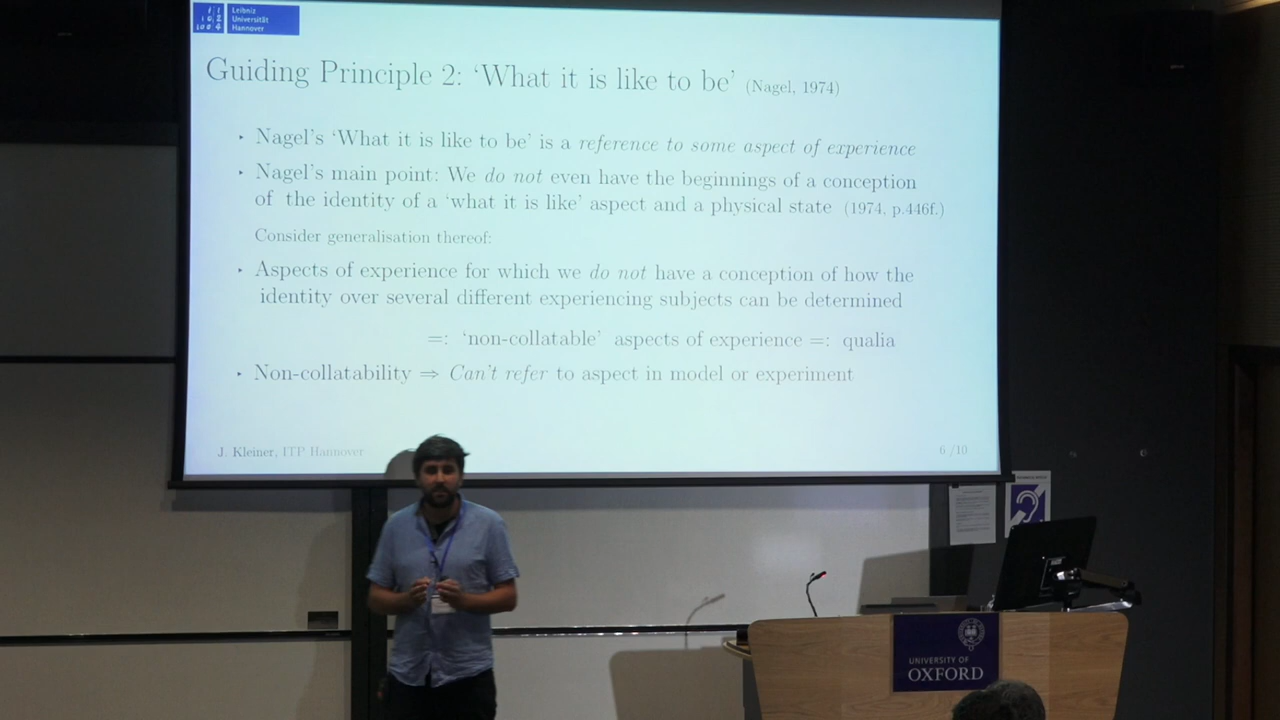 Leibniz
Universität
Hannover
Guiding Principle 2: ‘What it is like to be’ (Nagel, 1974)
‣ Nagel’s ‘What it is like to be’ is a reference to some aspect of experience
‣ Nagel’s main point: We do not even have the beginnings of a conception
of the identity of a ‘what it is like’ aspect and a physical state (1974, p.446f.)
Consider generalisation thereof:
‣ Aspects of experience for which we do not have a conception of how the
identity over several different experiencing subjects can be determined
=: ‘non-collatable’ aspects of experience =: qualia
‣ Non-collatability ⇒ Can’t refer to aspect in model or experiment
J. Kleiner, ITP Hannover
6 /10
UNIVERSITY OF
OXFORD